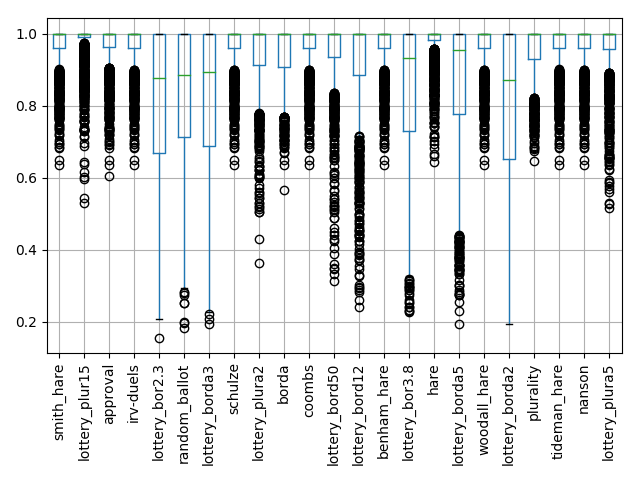 1.0
0.8
0.6
0.4
0.2
smith_hare
lottery_plur15
approval
irv-duels
lottery_bor2.3
random_ballot
lottery_borda3
schulze
lottery_plura2
borda
coombs
lottery_bord50
lottery_bord12
benham_hare
lottery_bor3.8
hare
lottery_borda5
woodall_hare
lottery_borda2
plurality
tideman_hare
nanson
lottery_plura5